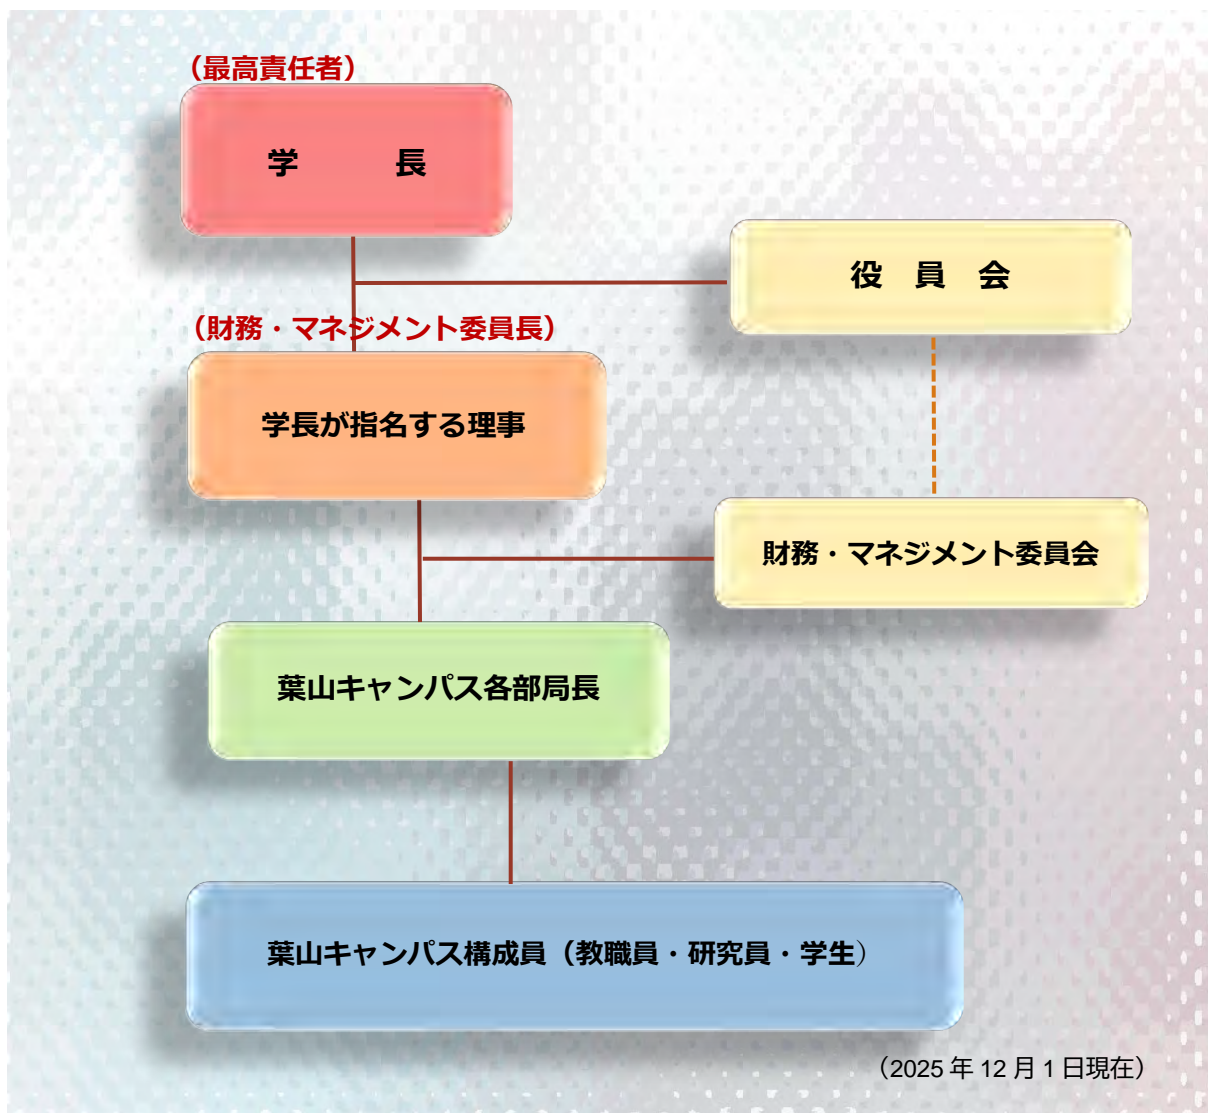 （最高責任者）
学　長
役　員　会
（財務・マネジメント委員長）
学長が指名する理事
財務・マネジメント委員会
葉山キャンパス各部局長
葉山キャンパス構成員（教職員・研究員・学生）
（2025 年 12 月 1 日現在）